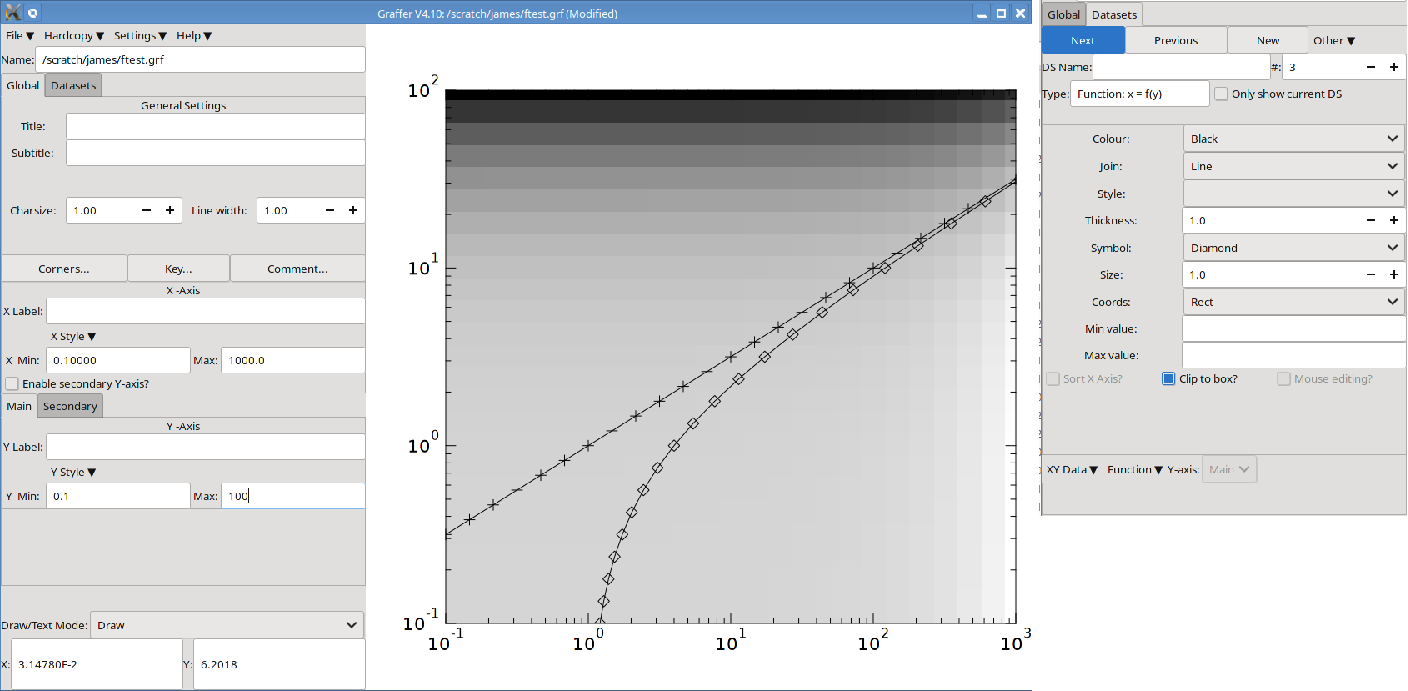 Graffer V4.10: /scratch/james/ftest.grf (Modified)
File ▼ Hardcopy ▼ Settings ▼ Help ▼
Name: /scratch/james/ftest.grf
Global Datasets
General Settings
Title:
Subtitle:
Charsize: 1.00 − + Line width: 1.00 − +
Corners... Key... Comment...
X -Axis
X Label:
X Style ▼
X Min: 0.10000 Max: 1000.0
Enable secondary Y-axis?
Main Secondary
Y -Axis
Y Label:
Y Style ▼
Y Min: 0.1 Max: 100
Draw/Text Mode: Draw
X: 3.14780E-2 Y: 6.2018
10^2
10^1
10^0
10^-1
10^-1 10^0 10^1 10^2 10^3
Global Datasets
Next Previous New Other ▼
DS Name: #: 3 − +
Type: Function: x = f(y) Only show current DS
Colour: Black
Join: Line
Style:
Thickness: 1.0 − +
Symbol: Diamond
Size: 1.0 − +
Coords: Rect
Min value:
Max value:
Sort X Axis? Clip to box? Mouse editing?
XY Data ▼ Function ▼ Y-axis: Main